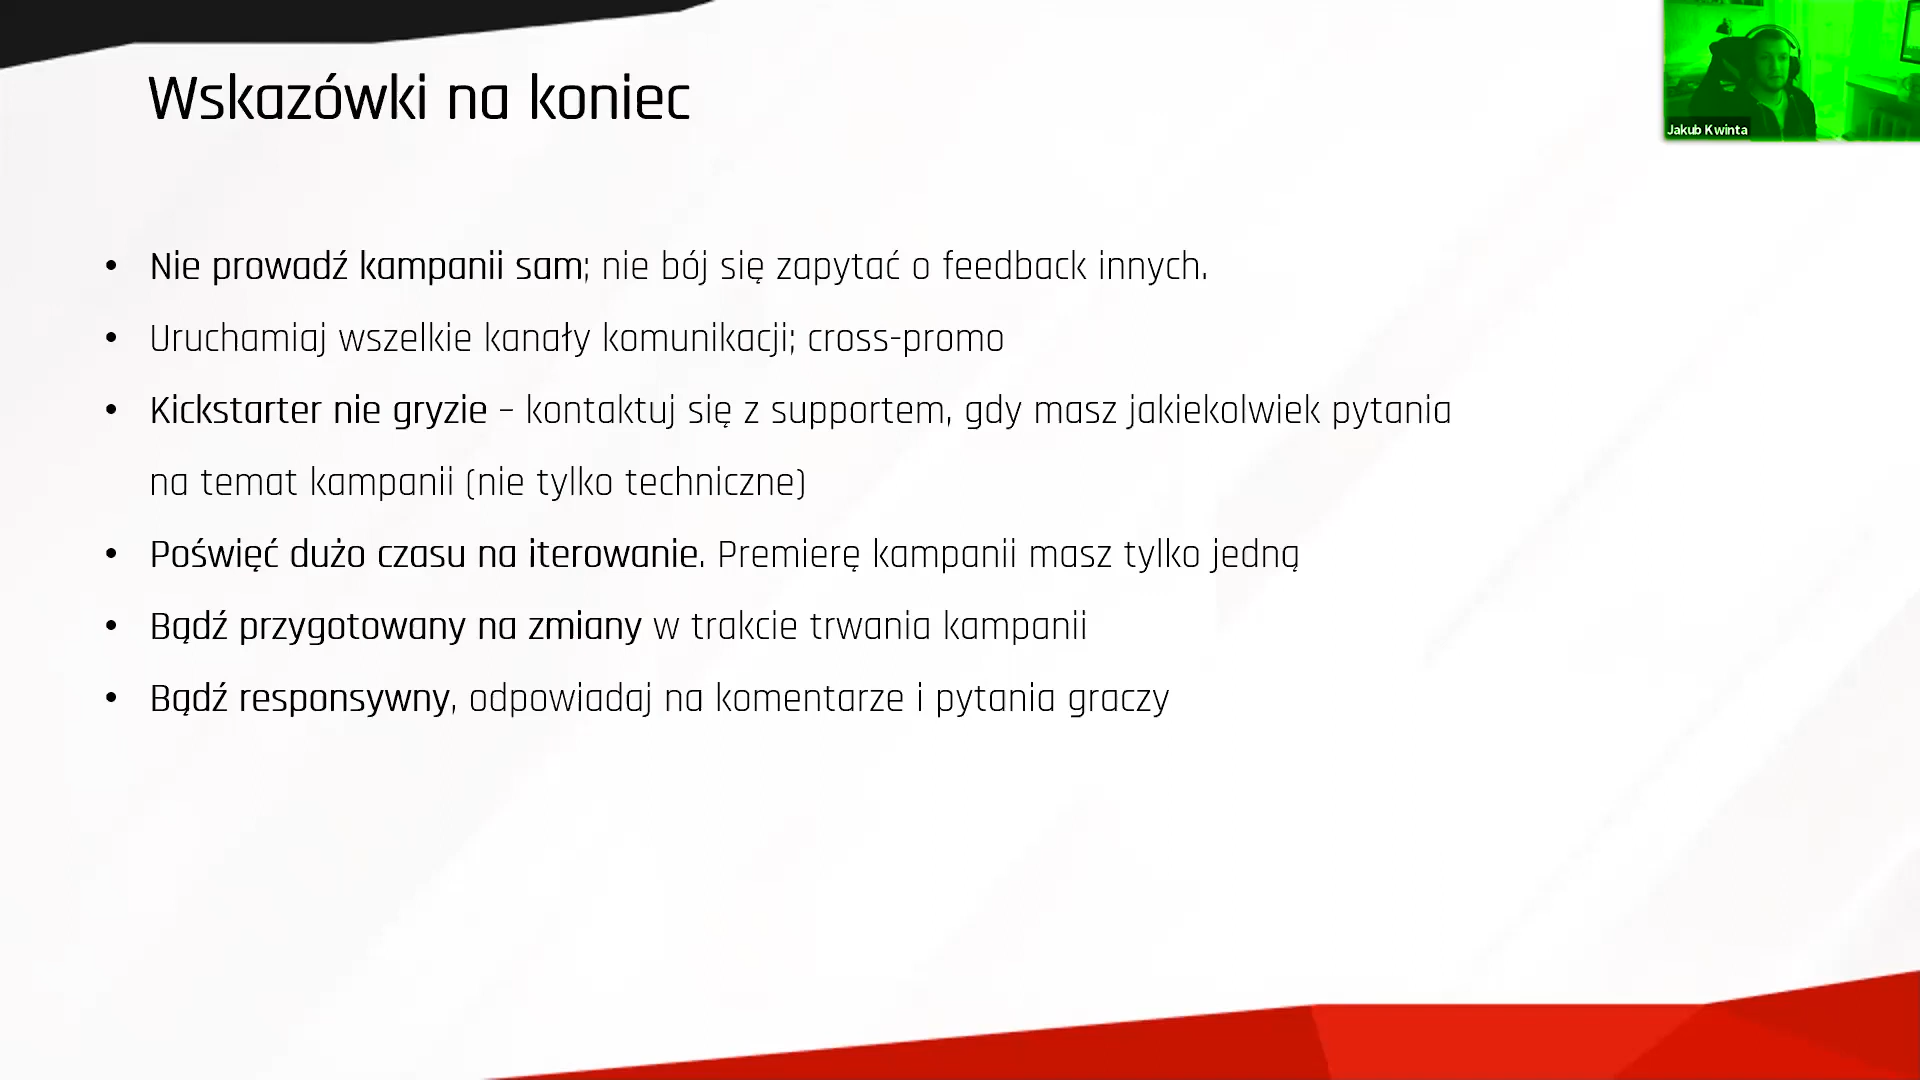 Wskazówki na koniec
Jakub Kwinta
• Nie prowadź kampanii sam; nie bój się zapytać o feedback innych.
• Uruchamiaj wszelkie kanały komunikacji; cross-promo
• Kickstarter nie gryzie – kontaktuj się z supportem, gdy masz jakiekolwiek pytania
na temat kampanii (nie tylko techniczne)
• Poświęć dużo czasu na iterowanie. Premierę kampanii masz tylko jedną
• Bądź przygotowany na zmiany w trakcie trwania kampanii
• Bądź responsywny, odpowiadaj na komentarze i pytania graczy